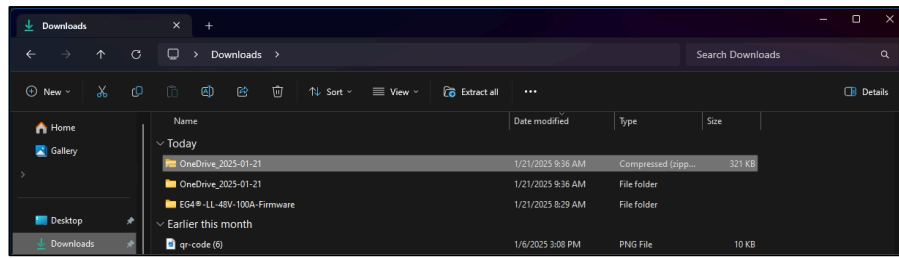 Downloads
Downloads
Search Downloads
New
Sort
View
Extract all
Details
Home
Gallery
Desktop
Downloads
Name Date modified Type Size
Today
OneDrive_2025-01-21 1/21/2025 9:36 AM Compressed (zipp... 321 KB
OneDrive_2025-01-21 1/21/2025 9:36 AM File folder
EG4®-LL-48V-100A-Firmware 1/21/2025 8:29 AM File folder
Earlier this month
qr-code (6) 1/6/2025 3:08 PM PNG File 10 KB